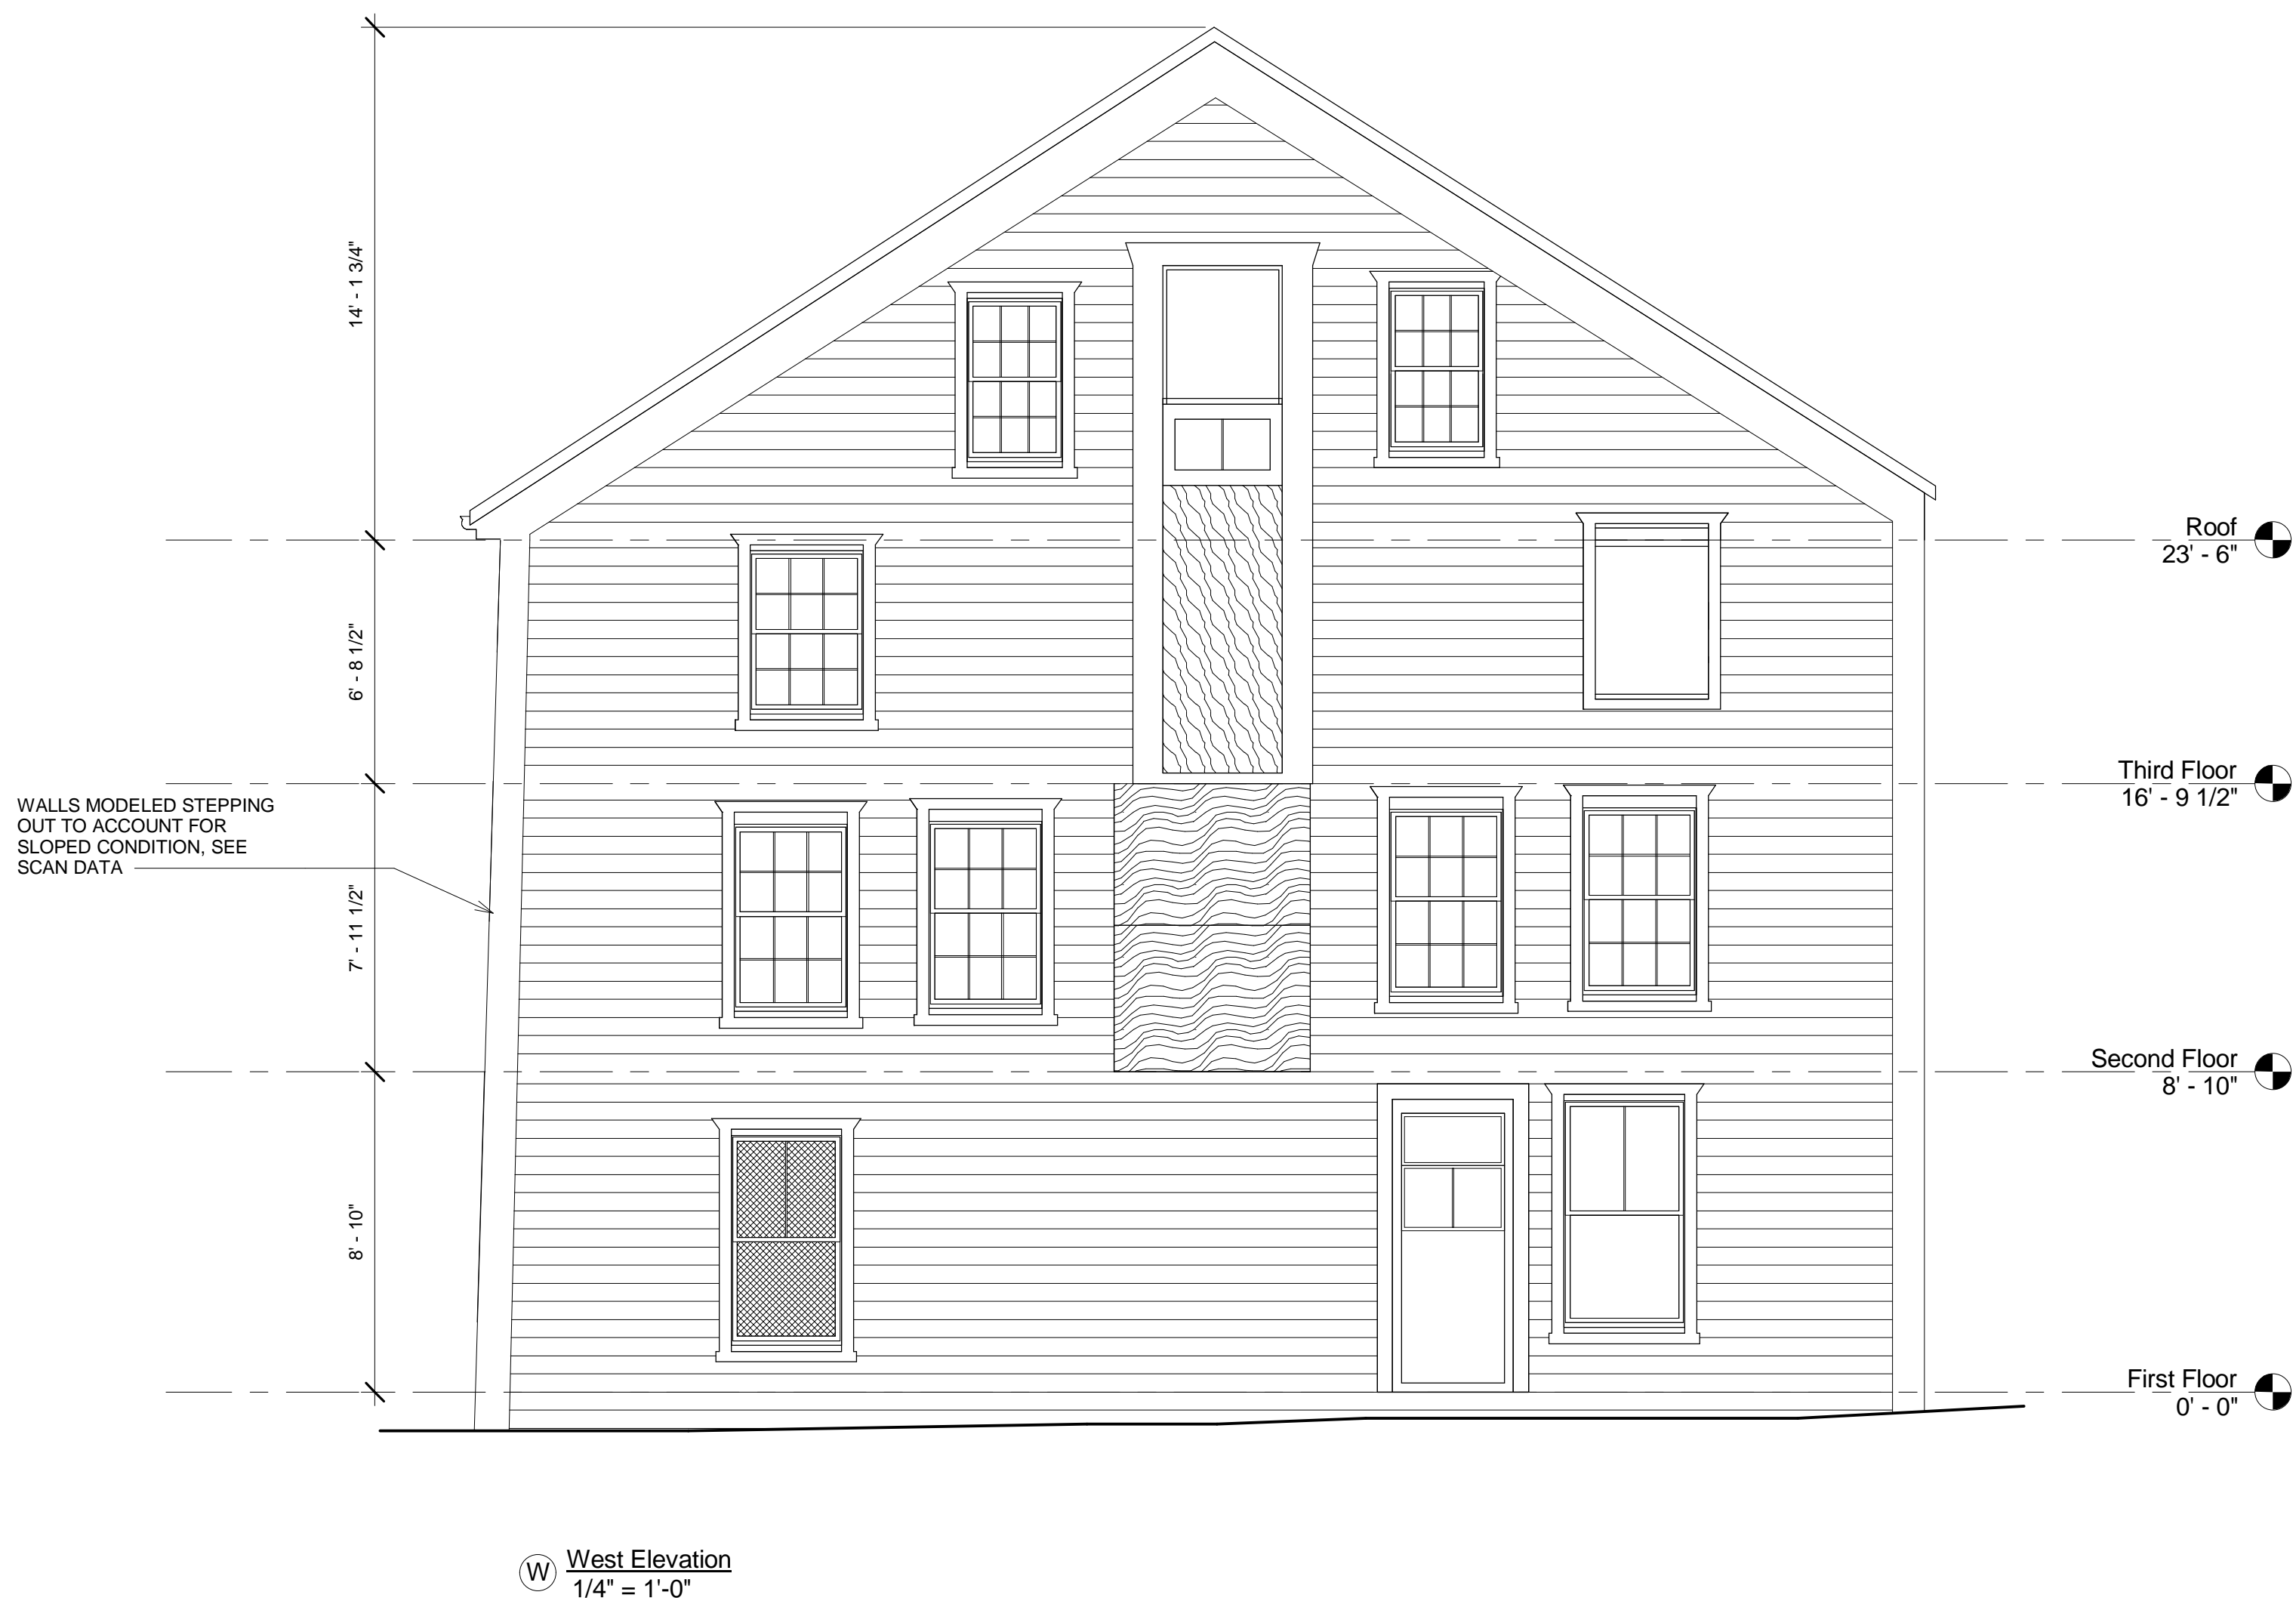 14' - 1 3/4"
Roof
23' - 6"
6' - 8 1/2"
Third Floor
16' - 9 1/2"
WALLS MODELED STEPPING
OUT TO ACCOUNT FOR
SLOPED CONDITION, SEE
SCAN DATA
7' - 11 1/2"
Second Floor
8' - 10"
8' - 10"
First Floor
0' - 0"
W
West Elevation
1/4" = 1'-0"